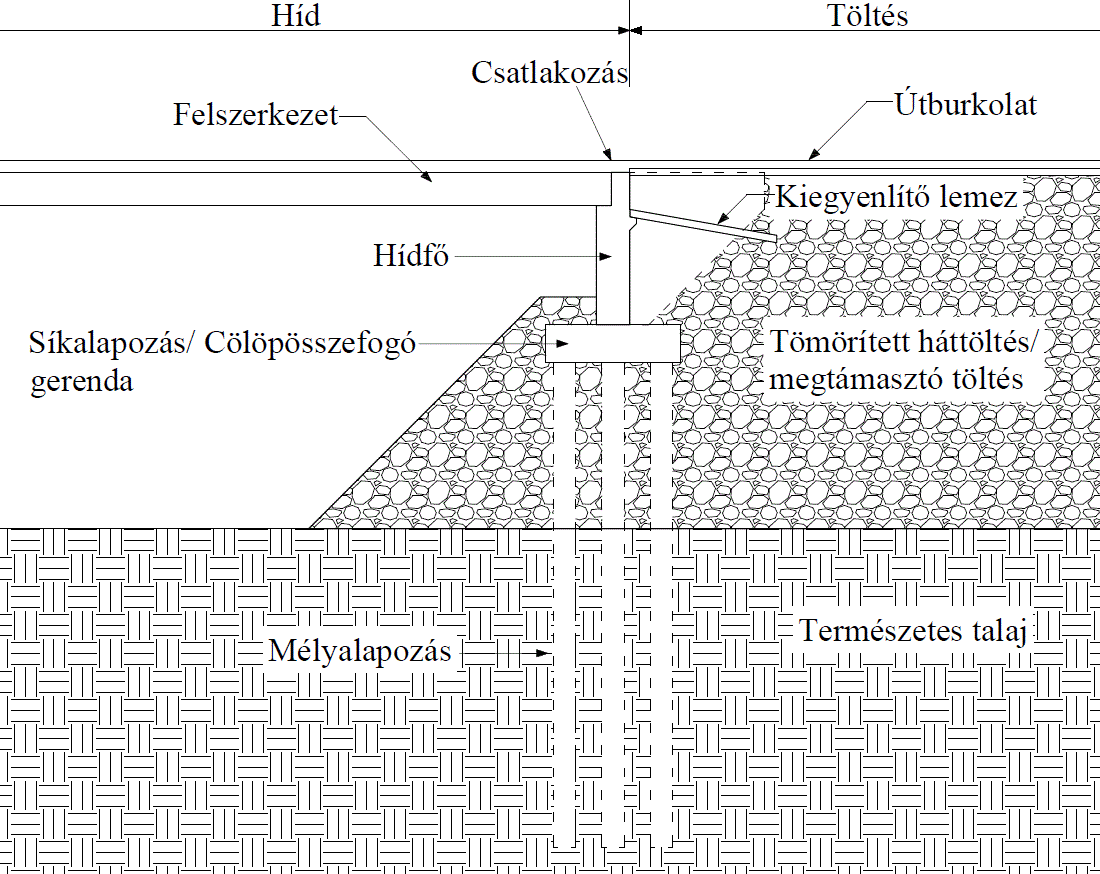 Híd
Töltés
Csatlakozás
Felszerkezet
Útburkolat
Kiegyenlítő lemez
Hídfő
Síkalapozás/ Cölöpösszefogó
gerenda
Tömörített háttöltés/
megtámasztó töltés
Mélyalapozás
Természetes talaj